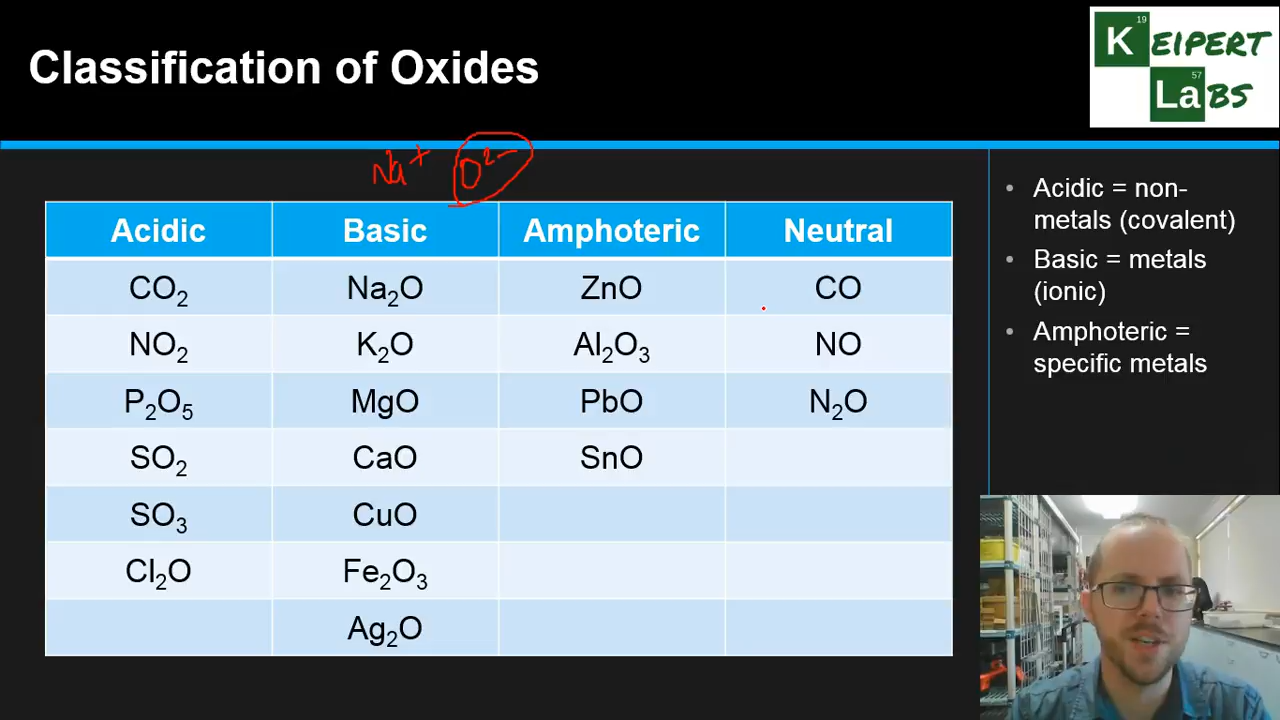 Classification of Oxides
19
K EIPERT
57
La BS
Na⁺ O²⁻
Acidic Basic Amphoteric Neutral
CO₂ Na₂O ZnO CO
NO₂ K₂O Al₂O₃ NO
P₂O₅ MgO PbO N₂O
SO₂ CaO SnO
SO₃ CuO
Cl₂O Fe₂O₃
Ag₂O
• Acidic = non-
metals (covalent)
• Basic = metals
(ionic)
• Amphoteric =
specific metals